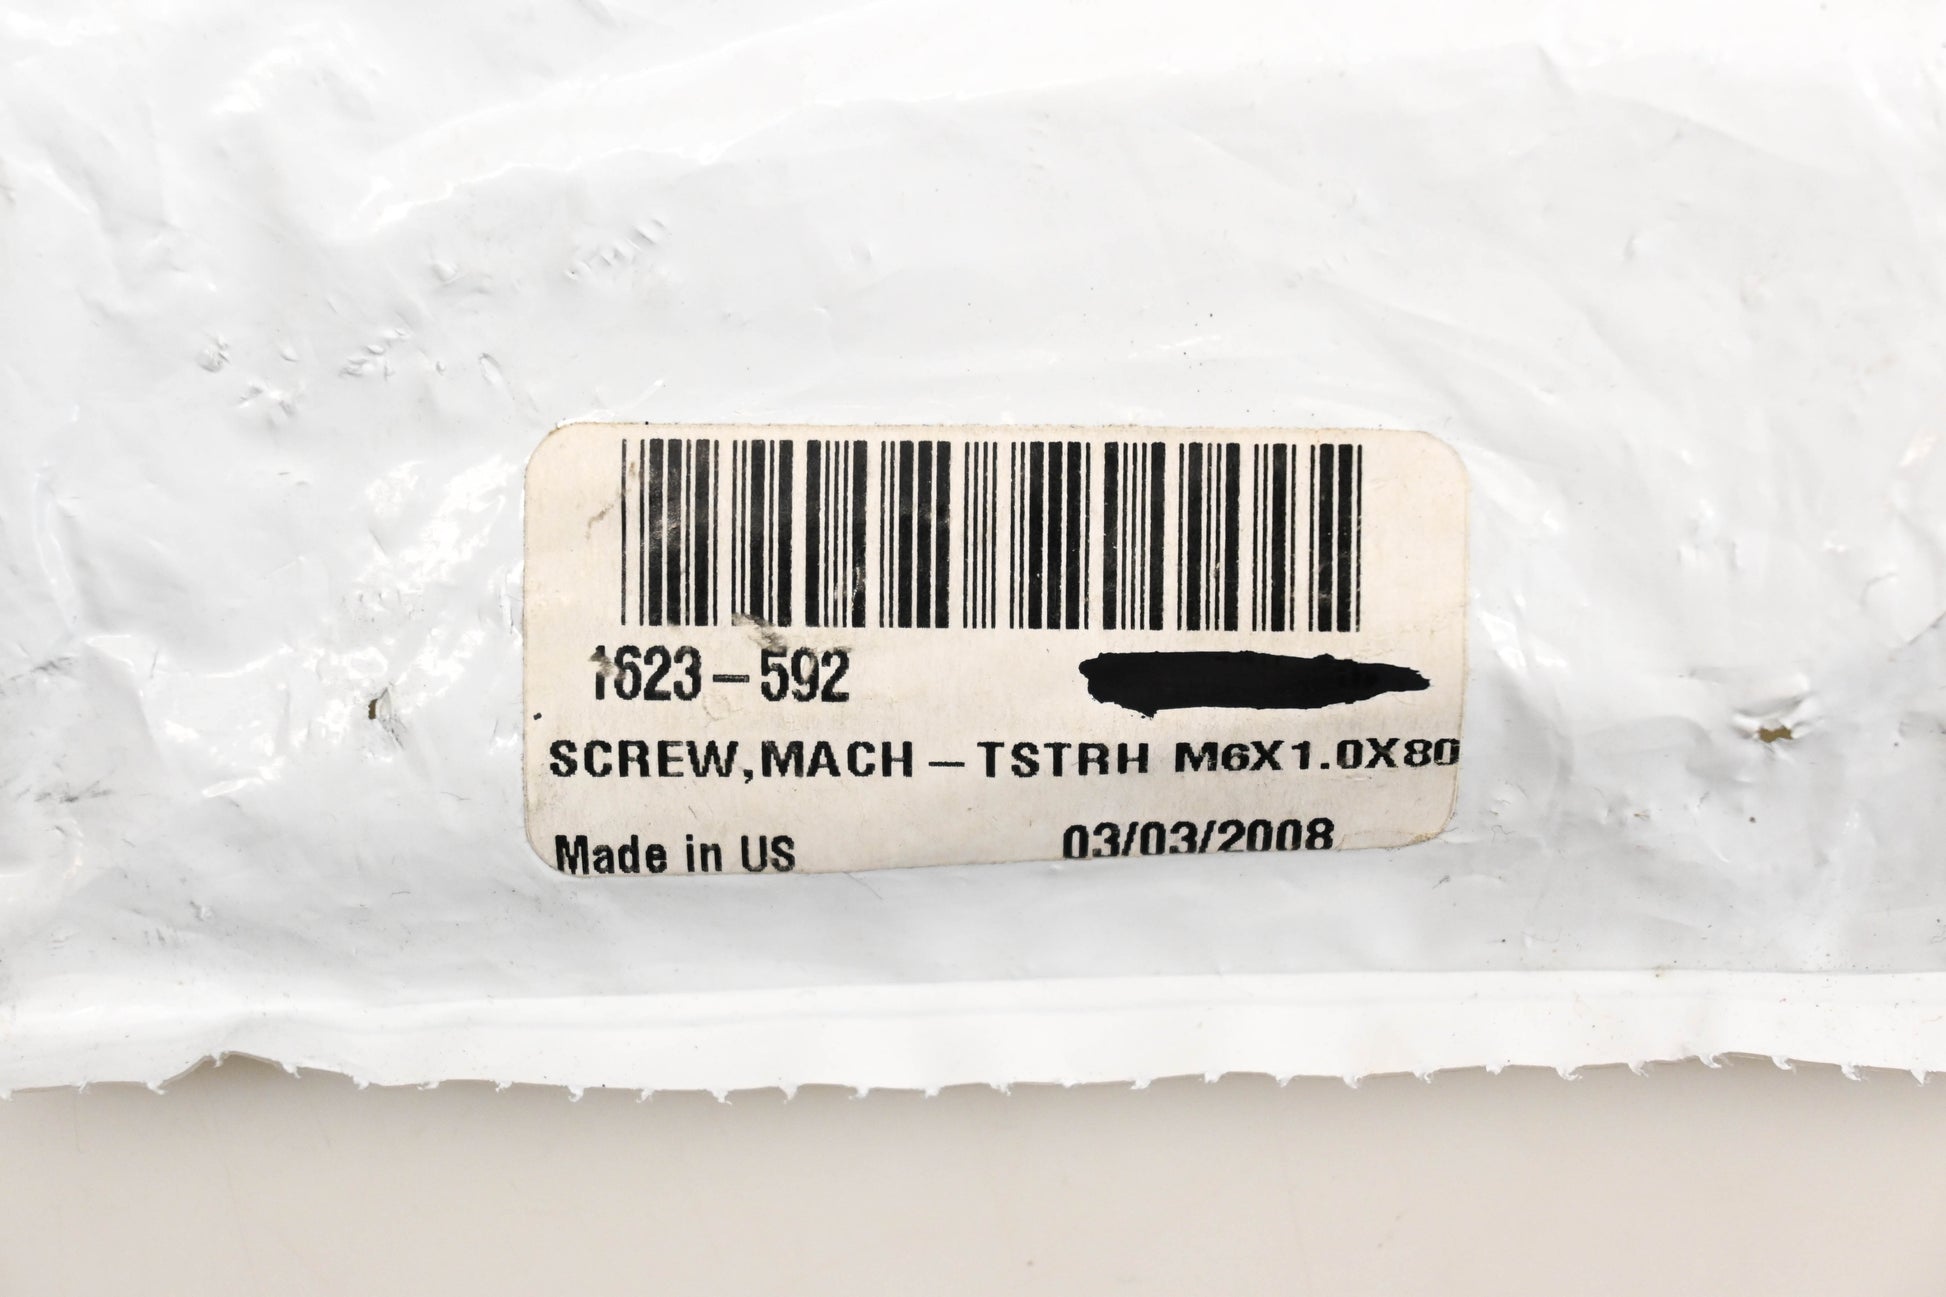 1623-592
SCREW,MACH-TSTRH M6X1.0X80
Made in US
03/03/2008